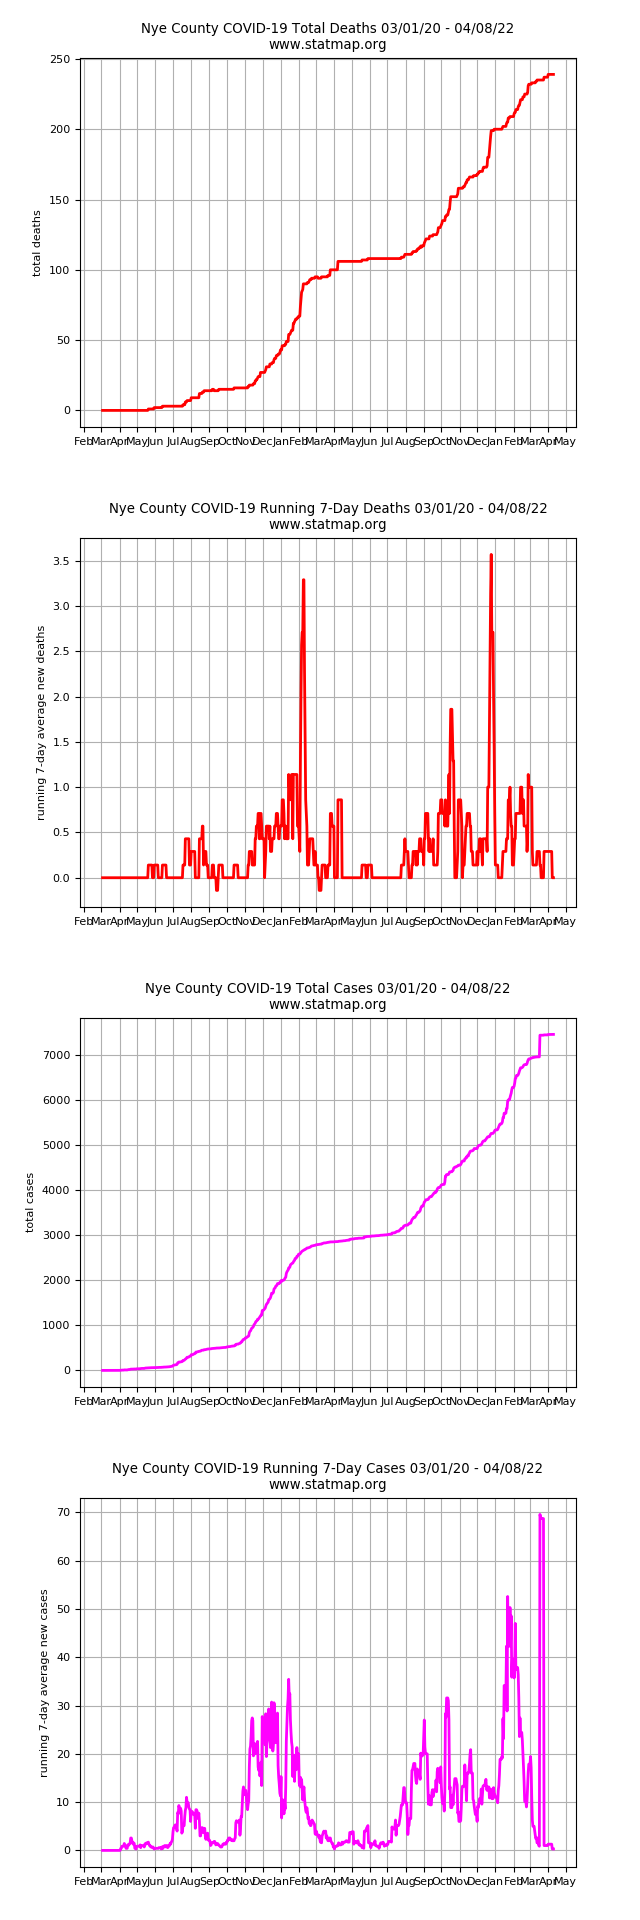 Nye County COVID-19 Total Deaths 03/01/20 - 04/08/22
www.statmap.org
250
200
150
100
50
0
total deaths
Feb Mar Apr May Jun Jul Aug Sep Oct Nov Dec Jan Feb Mar Apr May Jun Jul Aug Sep Oct Nov Dec Jan Feb Mar Apr May
Nye County COVID-19 Running 7-Day Deaths 03/01/20 - 04/08/22
www.statmap.org
3.5
3.0
2.5
2.0
1.5
1.0
0.5
0.0
running 7-day average new deaths
Feb Mar Apr May Jun Jul Aug Sep Oct Nov Dec Jan Feb Mar Apr May Jun Jul Aug Sep Oct Nov Dec Jan Feb Mar Apr May
Nye County COVID-19 Total Cases 03/01/20 - 04/08/22
www.statmap.org
7000
6000
5000
4000
3000
2000
1000
0
total cases
Feb Mar Apr May Jun Jul Aug Sep Oct Nov Dec Jan Feb Mar Apr May Jun Jul Aug Sep Oct Nov Dec Jan Feb Mar Apr May
Nye County COVID-19 Running 7-Day Cases 03/01/20 - 04/08/22
www.statmap.org
70
60
50
40
30
20
10
0
running 7-day average new cases
Feb Mar Apr May Jun Jul Aug Sep Oct Nov Dec Jan Feb Mar Apr May Jun Jul Aug Sep Oct Nov Dec Jan Feb Mar Apr May